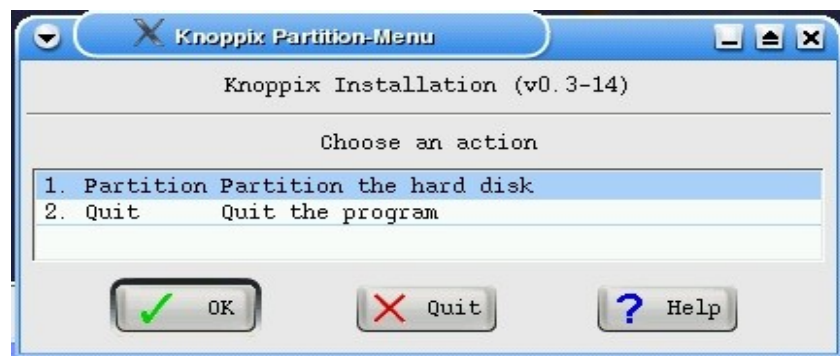 Knoppix Partition-Menu
Knoppix Installation (v0.3-14)
Choose an action
1. Partition Partition the hard disk
2. Quit Quit the program
OK Quit Help